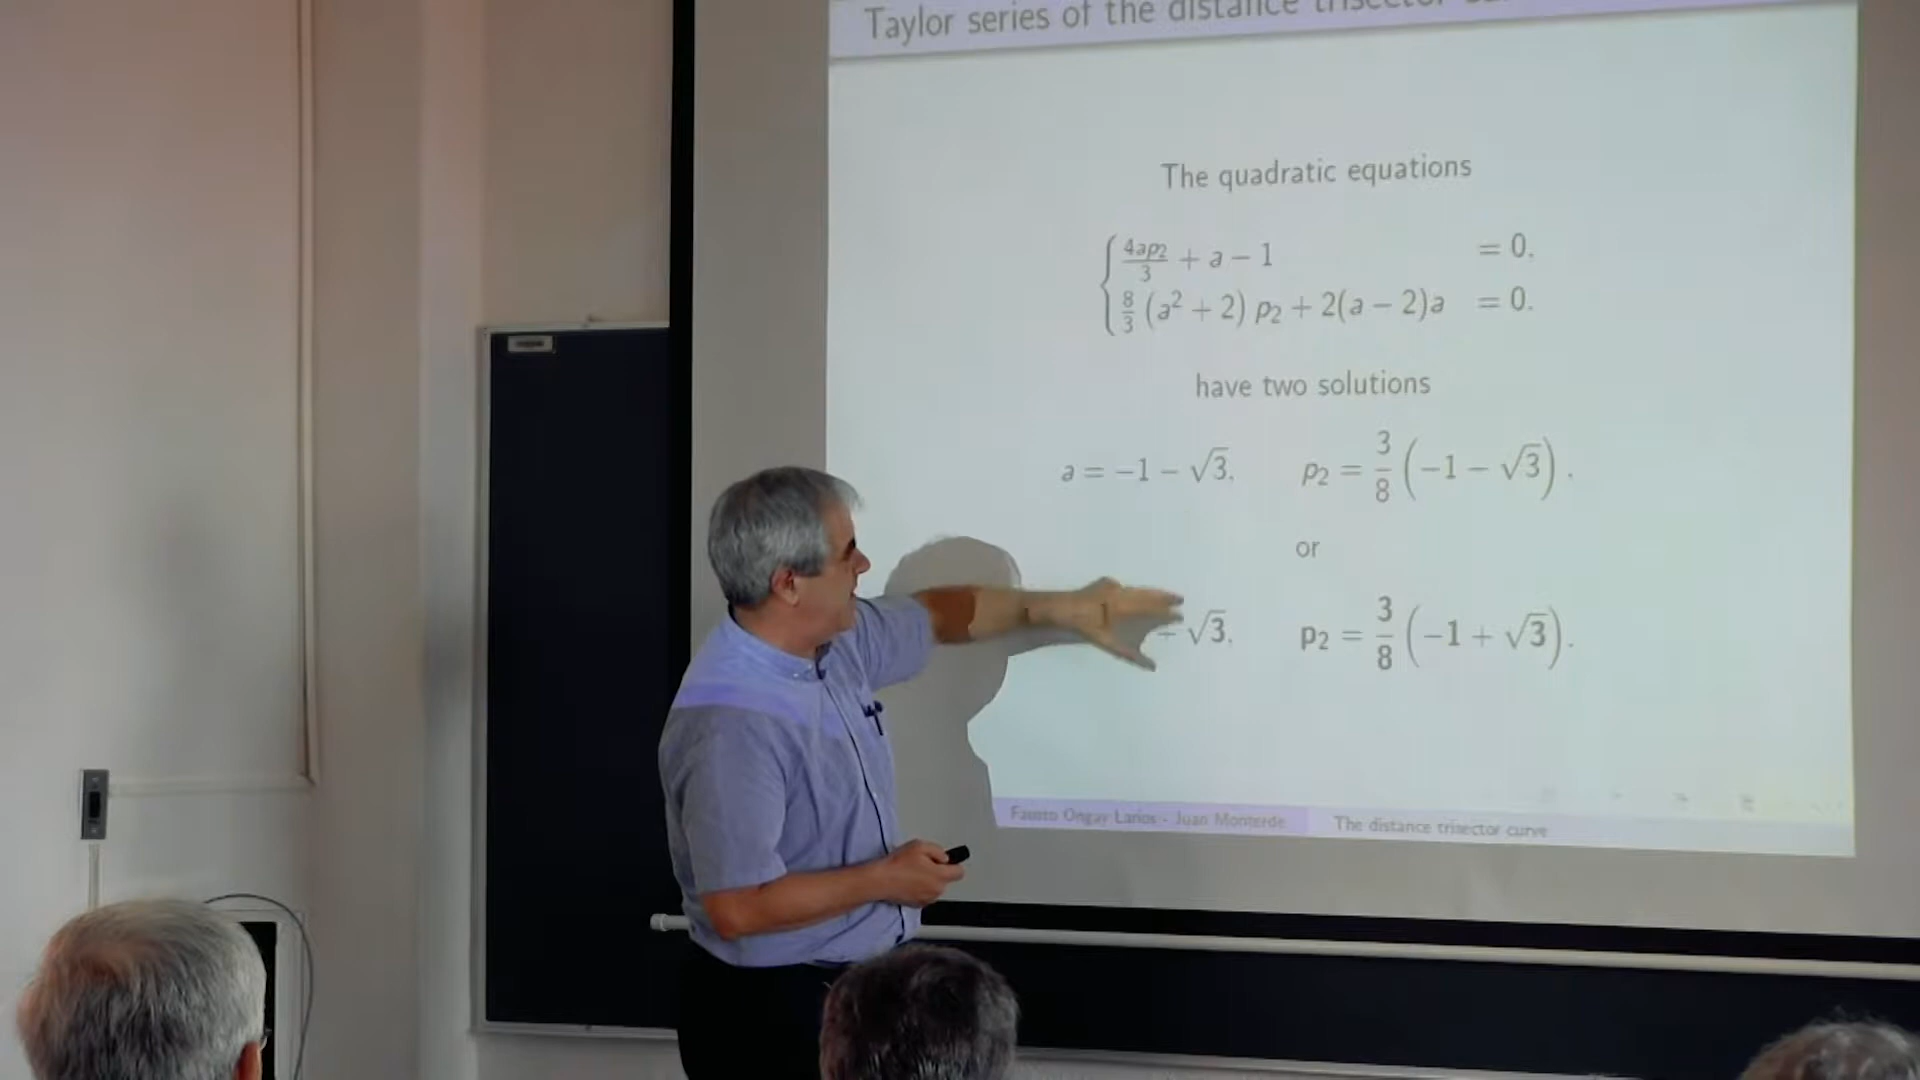 Taylor series of the distance trisector
The quadratic equations
4ap₂/3 + a − 1 = 0.
8/3 (a² + 2) p₂ + 2(a − 2)a = 0.
have two solutions
a = −1 − √3. p₂ = 3/8 (−1 − √3).
or
√3. p₂ = 3/8 (−1 + √3).
Fausto Ongay Larios - Juan Monterde The distance trisector curve